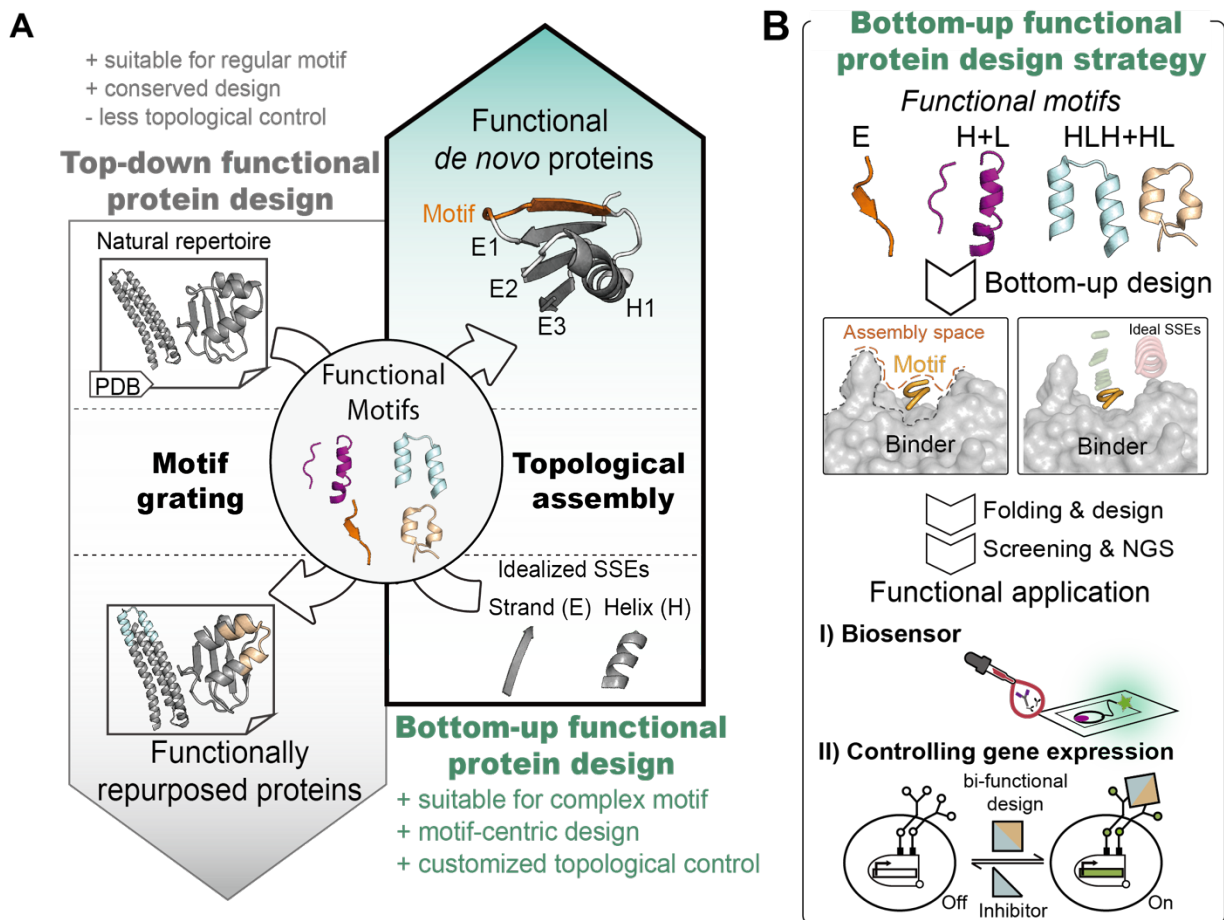 A
+ suitable for regular motif
+ conserved design
- less topological control
Top-down functional
protein design
Natural repertoire
PDB
Functional
de novo proteins
Motif
E1
E2
E3
H1
Functional
Motifs
Motif
grating
Topological
assembly
Idealized SSEs
Strand (E)
Helix (H)
Functionally
repurposed proteins
Bottom-up functional
protein design
+ suitable for complex motif
+ motif-centric design
+ customized topological control
B
Bottom-up functional
protein design strategy
Functional motifs
E
H+L
HLH+HL
Bottom-up design
Assembly space
Motif
Binder
Ideal SSEs
Binder
Folding & design
Screening & NGS
Functional application
I) Biosensor
II) Controlling gene expression
bi-functional
design
Off
Inhibitor
On